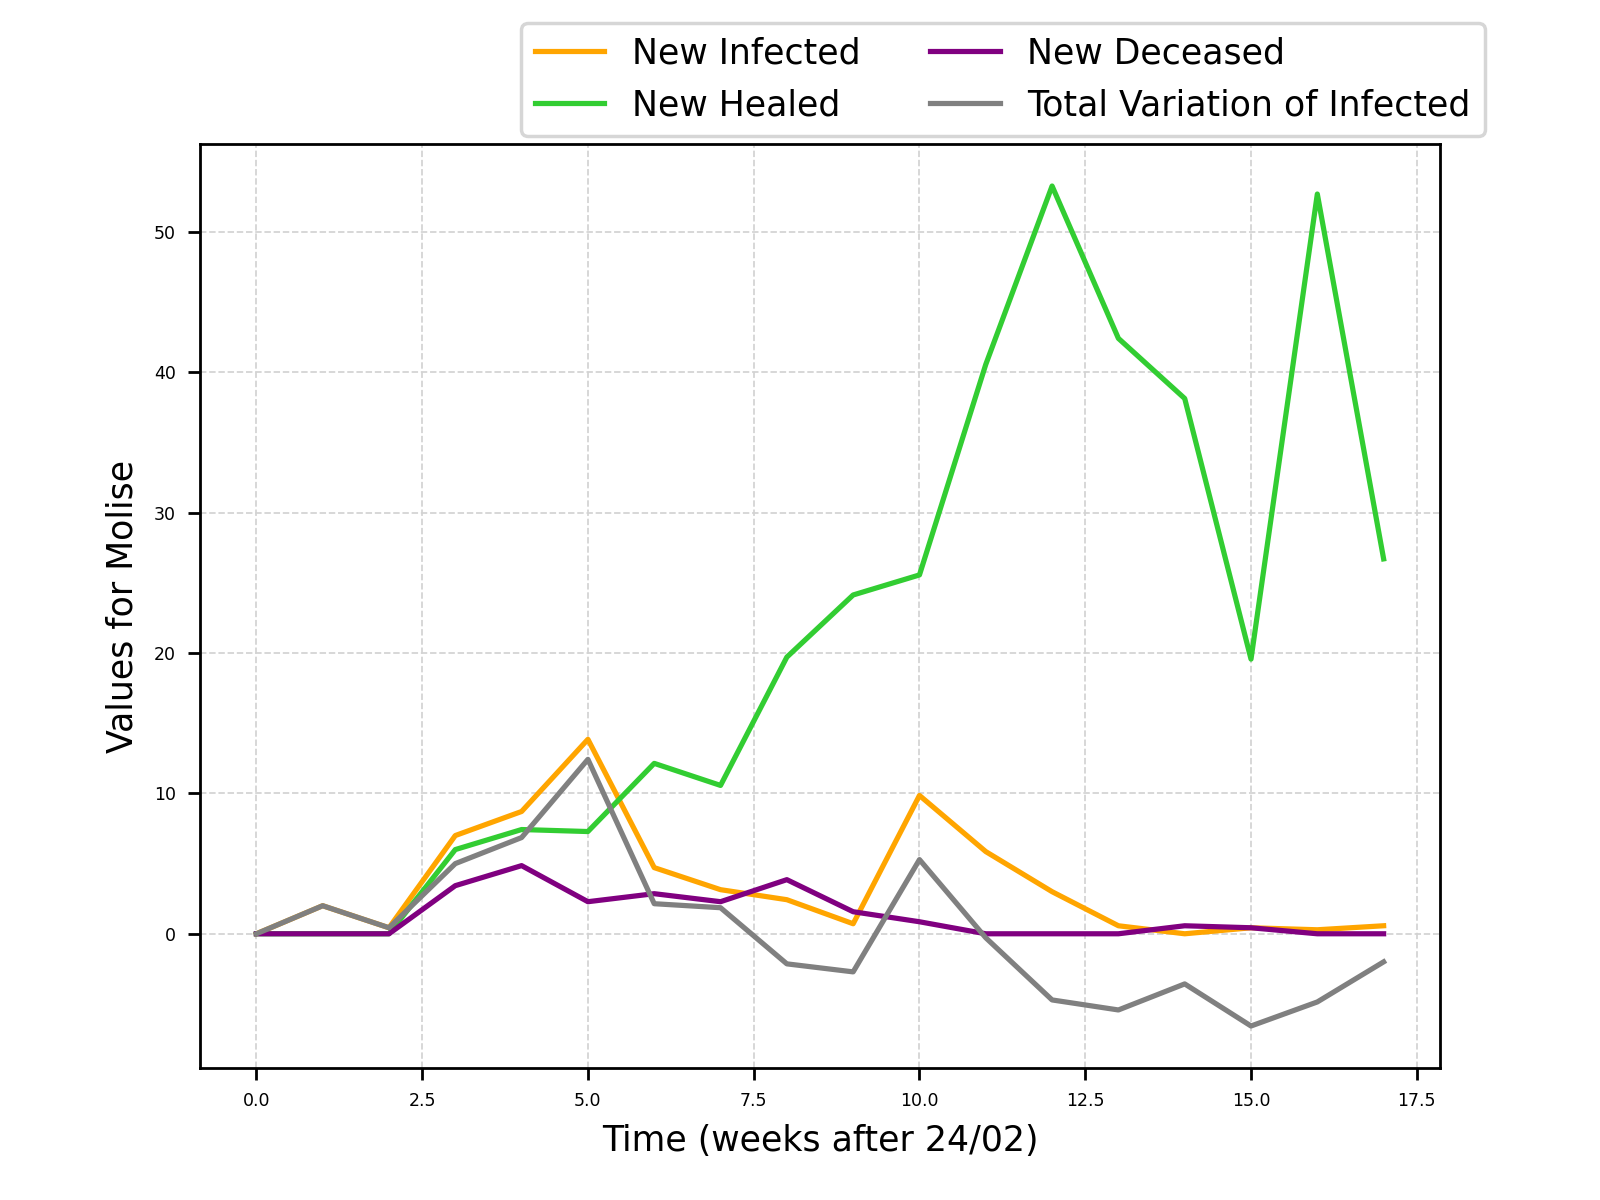 New Infected
New Healed
New Deceased
Total Variation of Infected
Values for Molise
50
40
30
20
10
0
0.0 2.5 5.0 7.5 10.0 12.5 15.0 17.5
Time (weeks after 24/02)